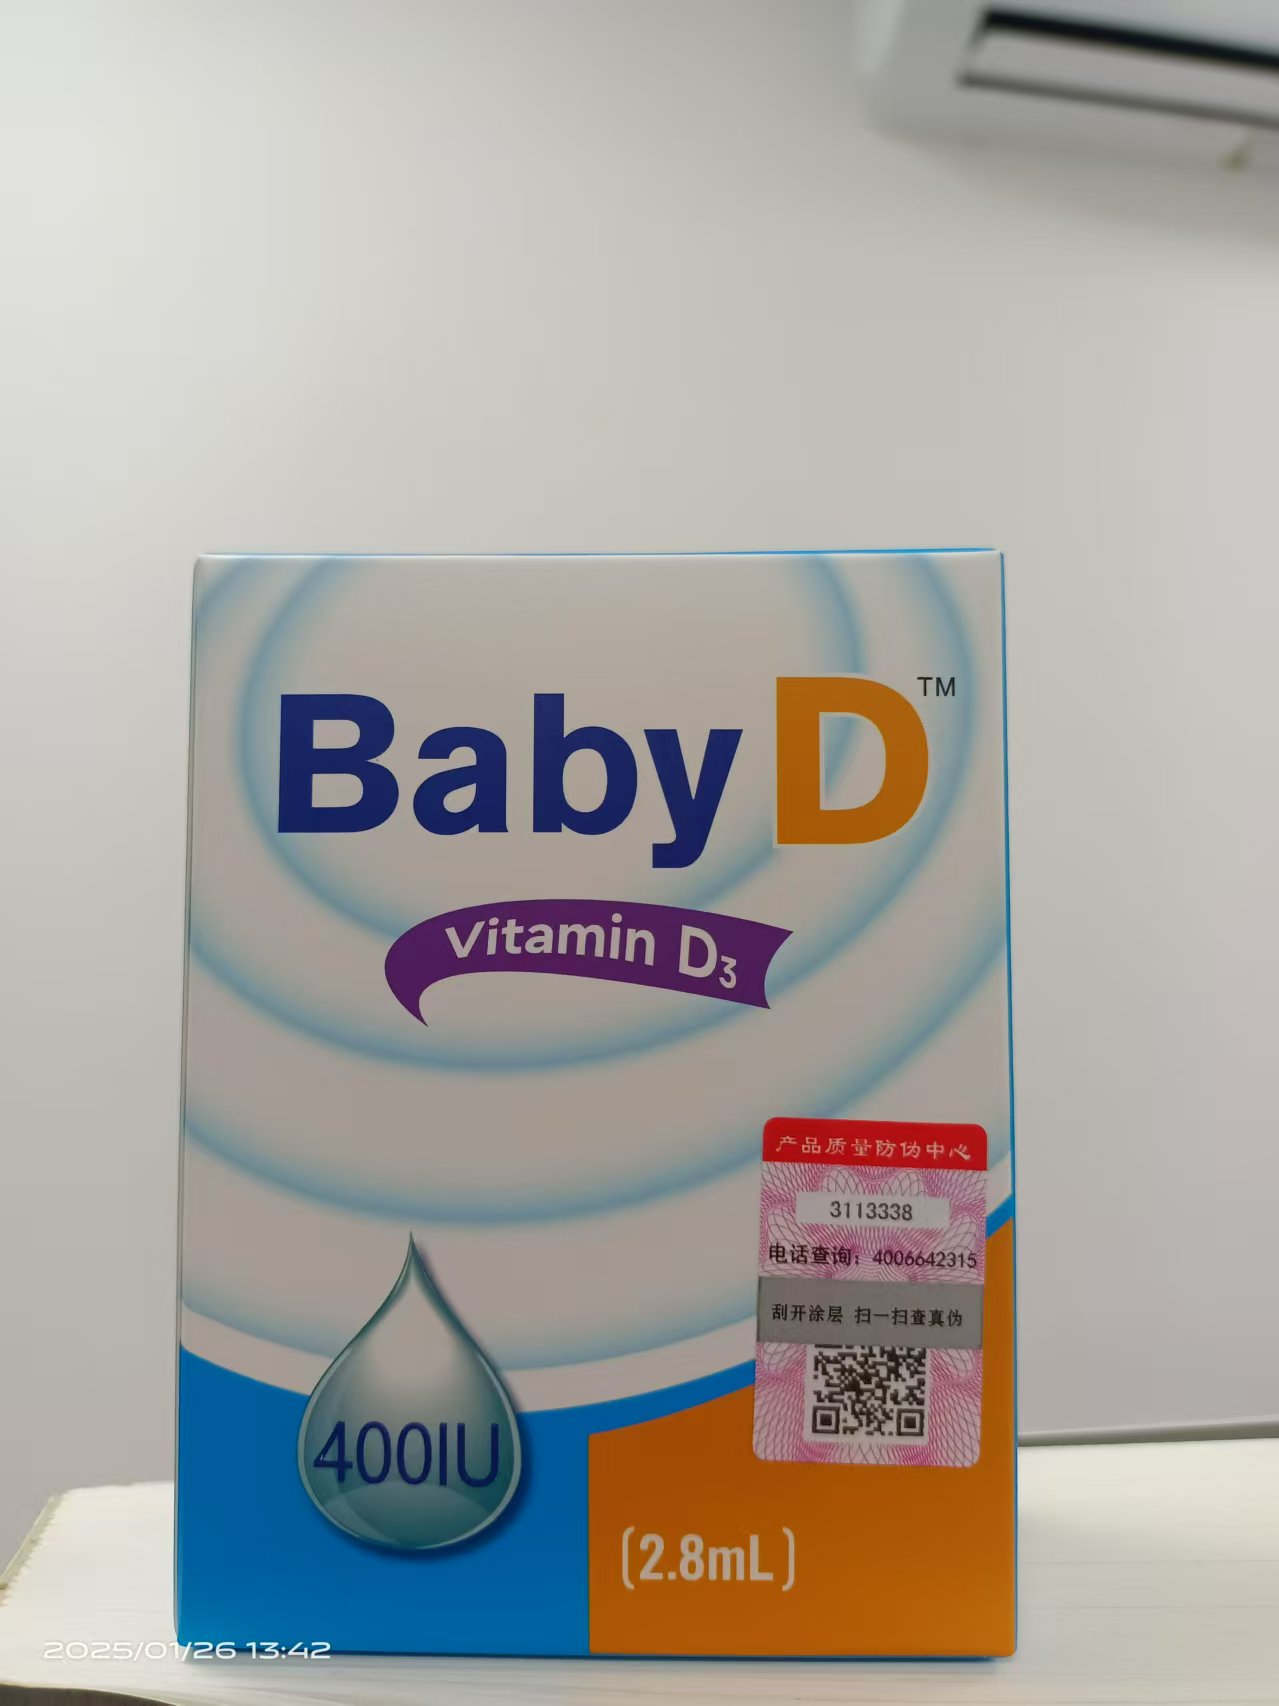 Baby D™
Vitamin D₃
产品质量防伪中心
3113338
电话查询：4006642315
刮开涂层 扫一扫查真伪
400IU
(2.8mL)
2025/01/26 13:42